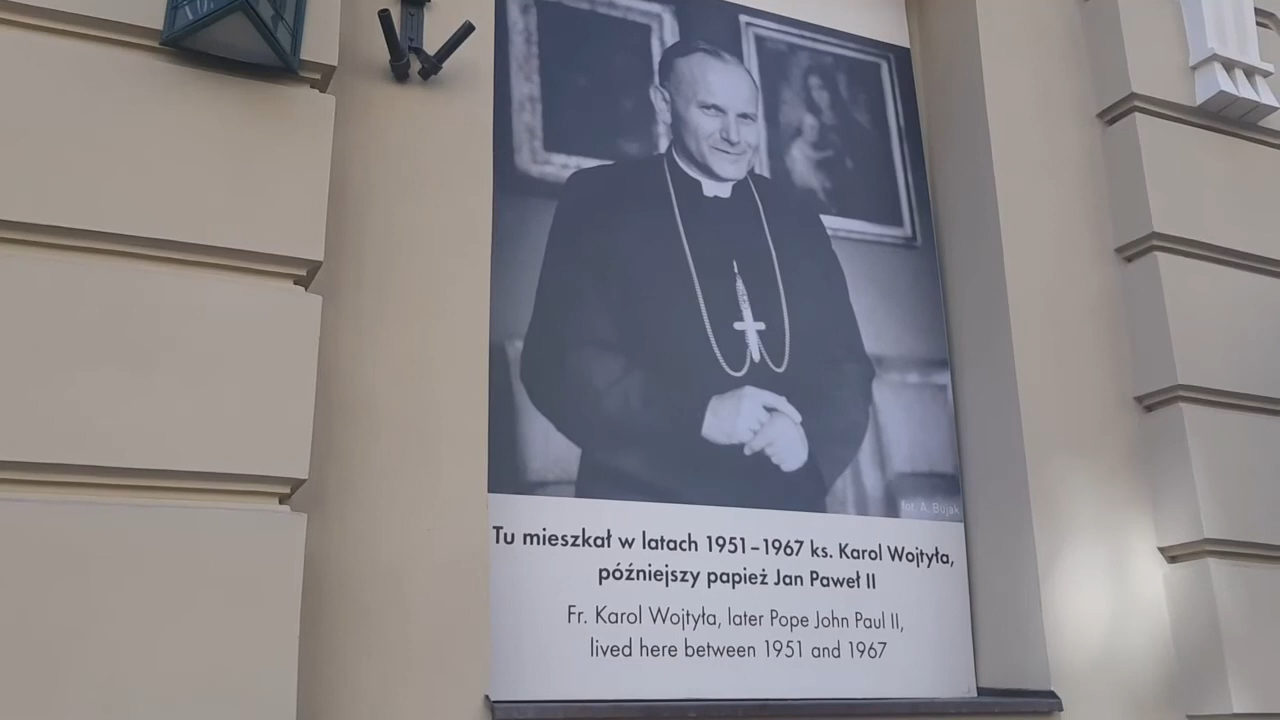 fot. A. Bujak
Tu mieszkał w latach 1951–1967 ks. Karol Wojtyła,
późniejszy papież Jan Paweł II
Fr. Karol Wojtyła, later Pope John Paul II,
lived here between 1951 and 1967